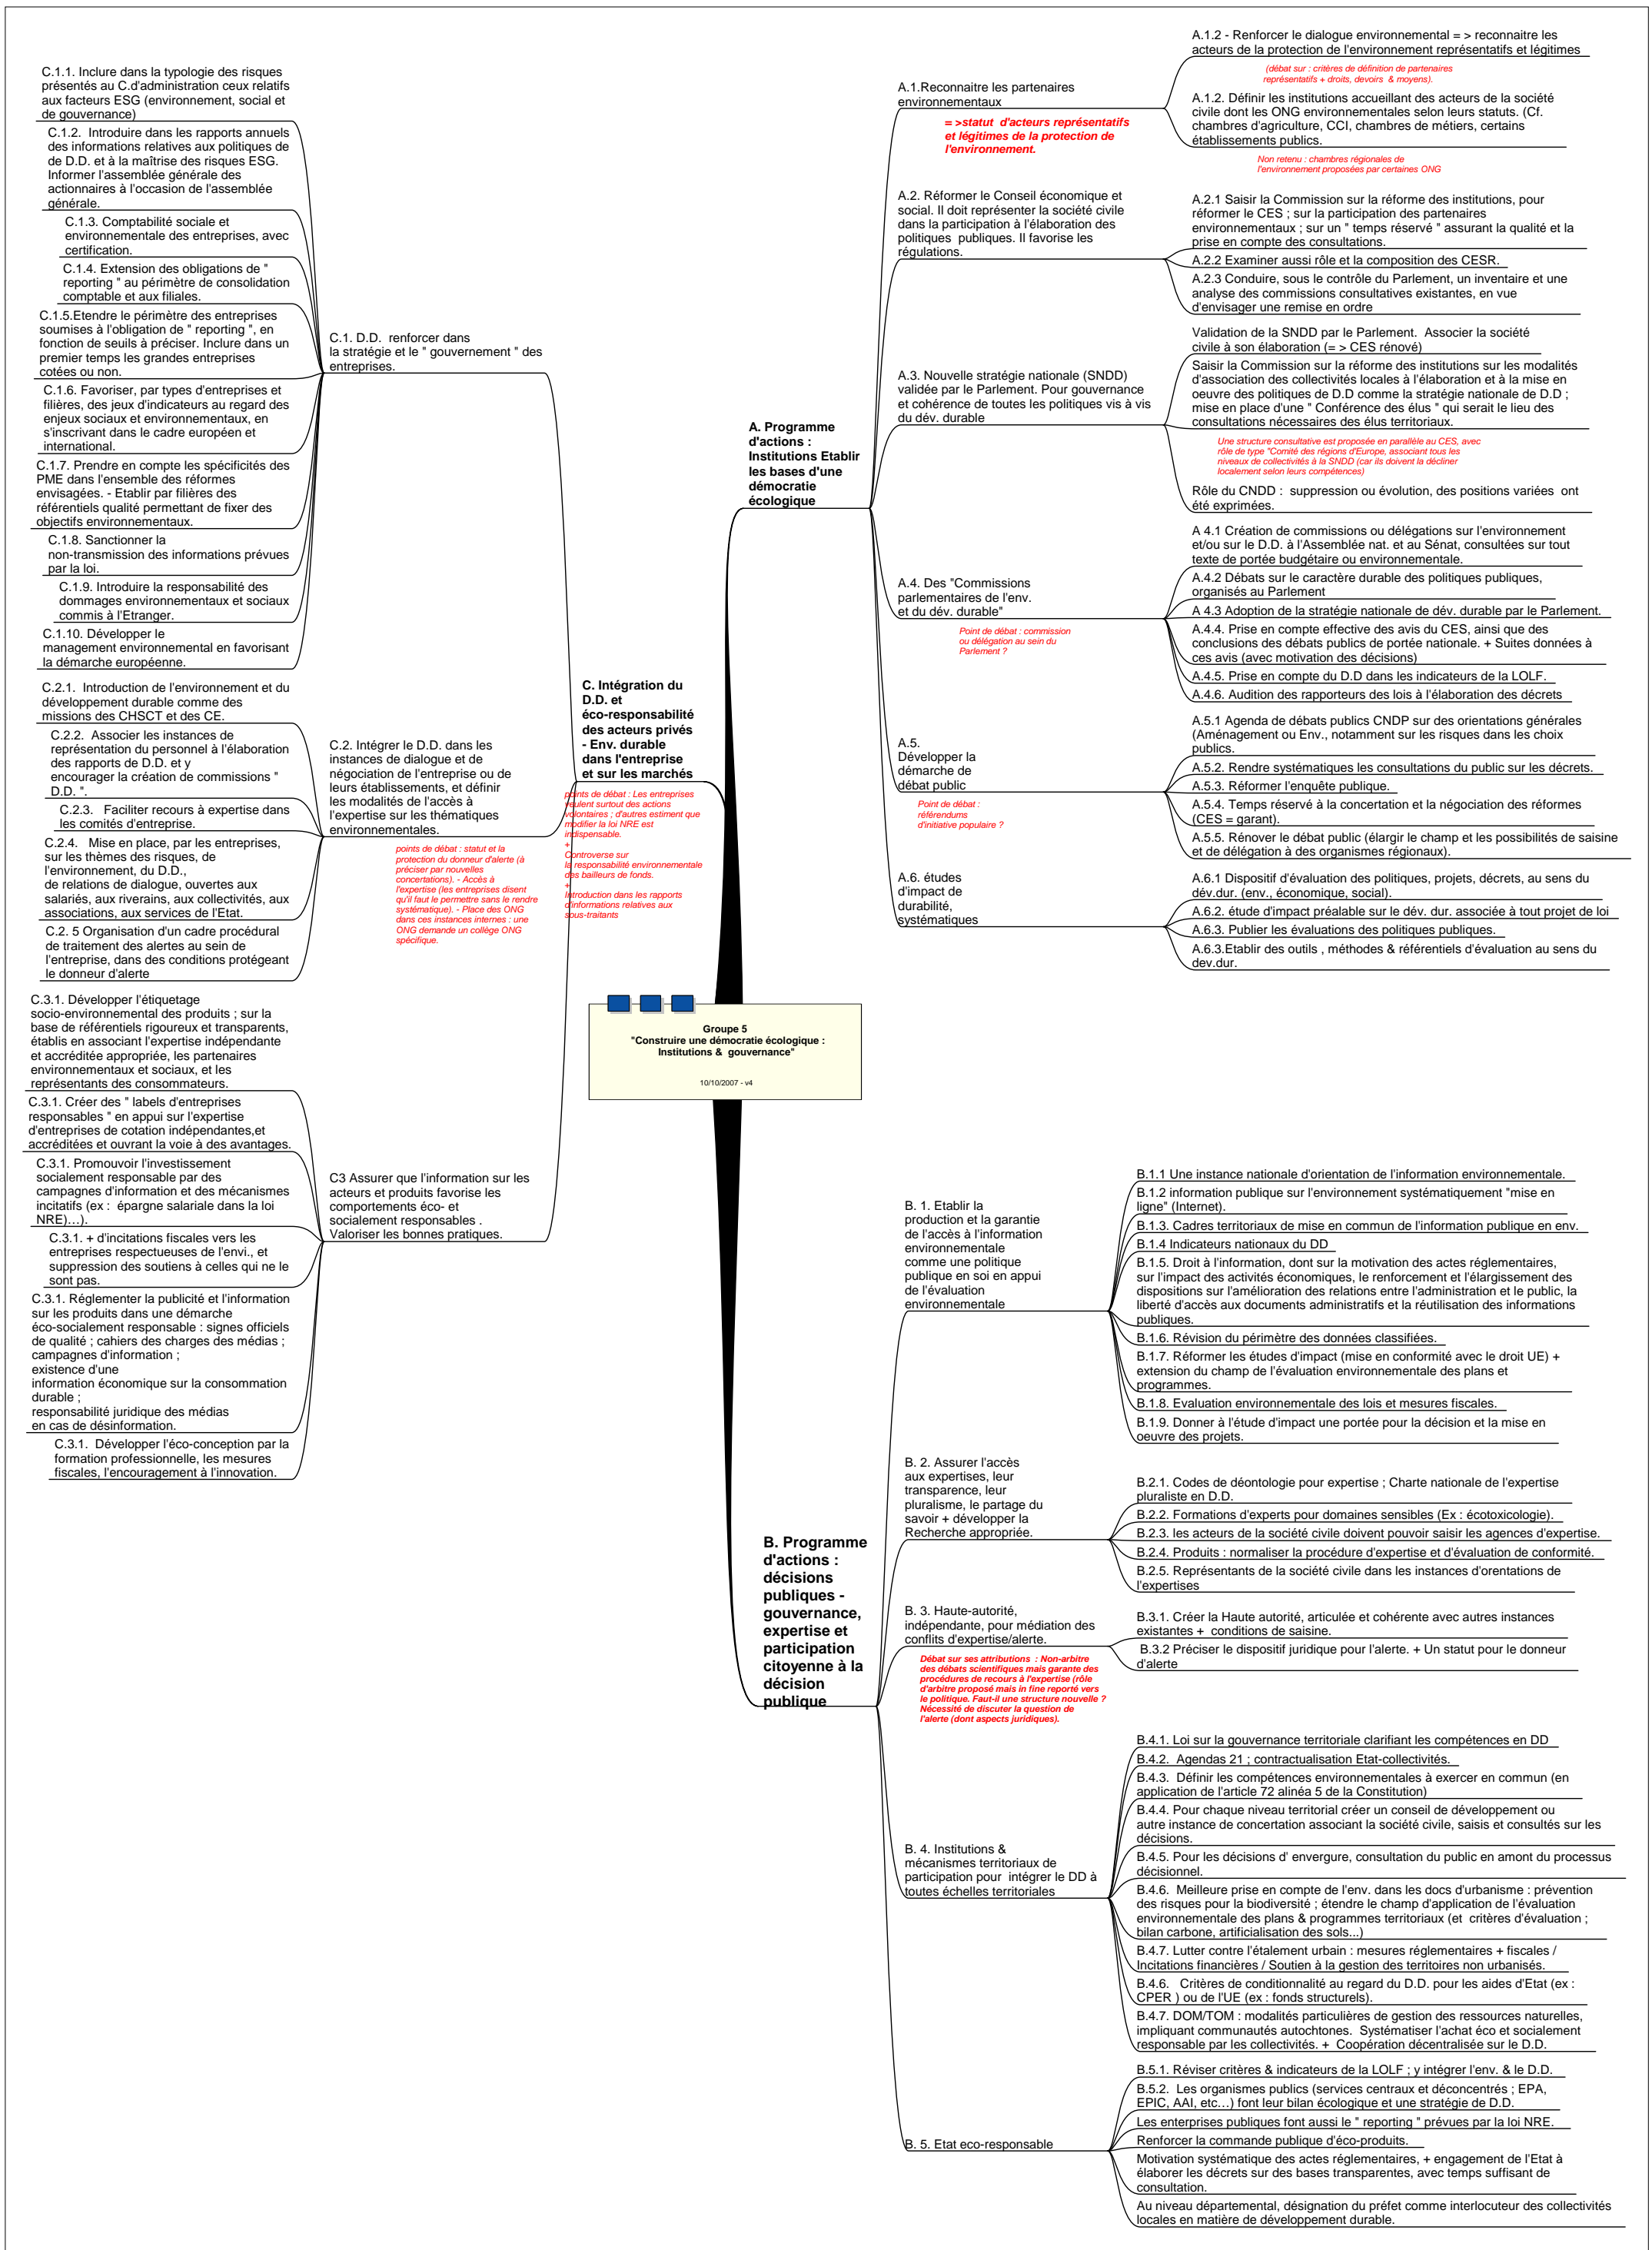 Groupe 5
"Construire une démocratie écologique :
Institutions & gouvernance"
10/10/2007 - v4
A. Programme
d'actions :
Institutions Etablir
les bases d'une
démocratie
écologique
A.1.Reconnaitre les partenaires
environnementaux
= >statut d'acteurs représentatifs
et légitimes de la protection de
l'environnement.
A.1.2 - Renforcer le dialogue environmental = > reconnaitre les
acteurs de la protection de l'environnement représentatifs et légitimes
(débat sur : critères de définition de partenaires
représentatifs + droits, devoirs & moyens).
A.1.2. Définir les institutions accueillant des acteurs de la société
civile dont les ONG environnementales selon leurs statuts. (Cf.
chambres d'agriculture, CCI, chambres de métiers, certains
établissements publics.
Non retenu : chambres régionales de
l'environnement proposées par certaines ONG
A.2. Réformer le Conseil économique et
social. Il doit représenter la société civile
dans la participation à l'élaboration des
politiques publiques. Il favorise les
régulations.
A.2.1 Saisir la Commission sur la réforme des institutions, pour
réformer le CES ; sur la participation des partenaires
environmentaux ; sur un " temps réservé " assurant la qualité et la
prise en compte des consultations.
A.2.2 Examiner aussi rôle et la composition des CESR.
A.2.3 Conduire, sous le contrôle du Parlement, un inventaire et une
analyse des commissions consultatives existantes, en vue
d'envisager une remise en ordre
A.3. Nouvelle stratégie nationale (SNDD)
validée par le Parlement. Pour gouvernance
et cohérence de toutes les politiques vis à vis
du dév. durable
Validation de la SNDD par le Parlement. Associer la société
civile à son élaboration (= > CES rénové)
Saisir la Commission sur la réforme des institutions sur les modalités
d'association des collectivités locales à l'élaboration et à la mise en
oeuvre des politiques de D.D comme la stratégie nationale de D.D ;
mise en place d'une " Conférence des élus " qui serait le lieu des
consultations nécessaires des élus territoriaux.
Une structure consultative est proposée en parallèle au CES, avec
rôle de type "Comité des régions d'Europe, associant tous les
niveaux de collectivités à la SNDD (car ils doivent la décliner
localement selon leurs compétences)
Rôle du CNDD : suppression ou évolution, des positions variées ont
été exprimées.
A.4. Des "Commissions
parlementaires de l'env.
et du dév. durable"
Point de débat : commission
ou délégation au sein du
Parlement ?
A 4.1 Création de commissions ou délégations sur l'environment
et/ou sur le D.D. à l'Assemblée nat. et au Sénat, consultées sur tout
texte de portée budgétaire ou environmentale.
A.4.2 Débats sur le caractère durable des politiques publiques,
organisés au Parlement
A 4.3 Adoption de la stratégie nationale de dév. durable par le Parlement.
A.4.4. Prise en compte effective des avis du CES, ainsi que des
conclusions des débats publics de portée nationale. + Suites données à
ces avis (avec motivation des décisions)
A.4.5. Prise en compte du D.D dans les indicateurs de la LOLF.
A.4.6. Audition des rapporteurs des lois à l'élaboration des décrets
A.5.
Développer la
démarche de
débat public
Point de débat :
référendums
d'initiative populaire ?
A.5.1 Agenda de débats publics CNDP sur des orientations générales
(Aménagement ou Env., notamment sur les risques dans les choix
publics.
A.5.2. Rendre systématiques les consultations du public sur les décrets.
A.5.3. Réformer l'enquête publique.
A.5.4. Temps réservé à la concertation et la négociation des réformes
(CES = garant).
A.5.5. Rénover le débat public (élargir le champ et les possibilités de saisine
et de délégation à des organismes régionaux).
A.6. études
d'impact de
durabilité,
systématiques
A.6.1 Dispositif d'évaluation des politiques, projets, décrets, au sens du
dév.dur. (env., économique, social).
A.6.2. étude d'impact préalable sur le dév. dur. associée à tout projet de loi
A.6.3. Publier les évaluations des politiques publiques.
A.6.3.Etablir des outils , méthodes & référentiels d'évaluation au sens du
dev.dur.
B. Programme
d'actions :
décisions
publiques -
gouvernance,
expertise et
participation
citoyenne à la
décision
publique
B. 1. Etablir la
production et la garantie
de l'accès à l'information
environnementale
comme une politique
publique en soi en appui
de l'évaluation
environnementale
B.1.1 Une instance nationale d'orientation de l'information environmentale.
B.1.2 information publique sur l'environment systématiquement "mise en
ligne" (Internet).
B.1.3. Cadres territoriaux de mise en commun de l'information publique en env.
B.1.4 Indicateurs nationaux du DD
B.1.5. Droit à l'information, dont sur la motivation des actes réglementaires,
sur l'impact des activités économiques, le renforcement et l'élargissement des
dispositions sur l'amélioration des relations entre l'administration et le public, la
liberté d'accès aux documents administratifs et la réutilisation des informations
publiques.
B.1.6. Révision du périmètre des données classifiées.
B.1.7. Réformer les études d'impact (mise en conformité avec le droit UE) +
extension du champ de l'évaluation environmentale des plans et
programmes.
B.1.8. Evaluation environmentale des lois et mesures fiscales.
B.1.9. Donner à l'étude d'impact une portée pour la décision et la mise en
oeuvre des projets.
B. 2. Assurer l'accès
aux expertises, leur
transparence, leur
pluralisme, le partage du
savoir + développer la
Recherche appropriée.
B.2.1. Codes de déontologie pour expertise ; Charte nationale de l'expertise
pluraliste en D.D.
B.2.2. Formations d'experts pour domaines sensibles (Ex : écotoxicologie).
B.2.3. les acteurs de la société civile doivent pouvoir saisir les agences d'expertise.
B.2.4. Produits : normaliser la procédure d'expertise et d'évaluation de conformité.
B.2.5. Représentants de la société civile dans les instances d'orentations de
l'expertises
B. 3. Haute-autorité,
indépendante, pour médiation des
conflits d'expertise/alerte.
Débat sur ses attributions : Non-arbitre
des débats scientifiques mais garante des
procédures de recours à l'expertise (rôle
d'arbitre proposé mais in fine reporté vers
le politique. Faut-il une structure nouvelle ?
Nécessité de discuter la question de
l'alerte (dont aspects juridiques).
B.3.1. Créer la Haute autorité, articulée et cohérente avec autres instances
existantes + conditions de saisine.
B.3.2 Préciser le dispositif juridique pour l'alerte. + Un statut pour le donneur
d'alerte
B. 4. Institutions &
mécanismes territoriaux de
participation pour intégrer le DD à
toutes échelles territoriales
B.4.1. Loi sur la gouvernance territoriale clarifiant les compétences en DD
B.4.2. Agendas 21 ; contractualisation Etat-collectivités.
B.4.3. Définir les compétences environmentales à exercer en commun (en
application de l'article 72 alinéa 5 de la Constitution)
B.4.4. Pour chaque niveau territorial créer un conseil de développement ou
autre instance de concertation associant la société civile, saisis et consultés sur les
décisions.
B.4.5. Pour les décisions d' envergure, consultation du public en amont du processus
décisionnel.
B.4.6. Meilleure prise en compte de l'env. dans les docs d'urbanisme : prévention
des risques pour la biodiversité ; étendre le champ d'application de l'évaluation
environmentale des plans & programmes territoriaux (et critères d'évaluation ;
bilan carbone, artificialisation des sols...)
B.4.7. Lutter contre l'étalement urbain : mesures réglementaires + fiscales /
Incitations financières / Soutien à la gestion des territoires non urbanisés.
B.4.6. Critères de conditionnalité au regard du D.D. pour les aides d'Etat (ex :
CPER ) ou de l'UE (ex : fonds structurels).
B.4.7. DOM/TOM : modalités particulières de gestion des ressources naturelles,
impliquant communautés autochtones. Systématiser l'achat éco et socialement
responsable par les collectivités. + Coopération décentralisée sur le D.D.
B. 5. Etat eco-responsable
B.5.1. Réviser critères & indicateurs de la LOLF ; y intégrer l'env. & le D.D.
B.5.2. Les organismes publics (services centraux et déconcentrés ; EPA,
EPIC, AAI, etc...) font leur bilan écologique et une stratégie de D.D.
Les enterprises publiques font aussi le " reporting " prévues par la loi NRE.
Renforcer la commande publique d'éco-produits.
Motivation systématique des actes réglementaires, + engagement de l'Etat à
élaborer les décrets sur des bases transparentes, avec temps suffisant de
consultation.
Au niveau départemental, désignation du préfet comme interlocuteur des collectivités
locales en matière de développement durable.
C. Intégration du
D.D. et
éco-responsabilité
des acteurs privés
- Env. durable
dans l'entreprise
et sur les marchés
points de débat : Les entreprises
veulent surtout des actions
volontaires ; d'autres estiment que
modifier la loi NRE est
indispensable.
+
Controverse sur
la responsabilité environnementale
des bailleurs de fonds.
+
Introduction dans les rapports
d'informations relatives aux
sous-traitants
C.1. D.D. renforcer dans
la stratégie et le " gouvernement " des
entreprises.
C.1.1. Inclure dans la typologie des risques
présentés au C.d'administration ceux relatifs
aux facteurs ESG (environnement, social et
de gouvernance)
C.1.2. Introduire dans les rapports annuels
des informations relatives aux politiques de
de D.D. et à la maîtrise des risques ESG.
Informer l'assemblée générale des
actionnaires à l'occasion de l'assemblée
générale.
C.1.3. Comptabilité sociale et
environmentale des entreprises, avec
certification.
C.1.4. Extension des obligations de "
reporting " au périmètre de consolidation
comptable et aux filiales.
C.1.5.Etendre le périmètre des entreprises
soumises à l'obligation de " reporting ", en
fonction de seuils à préciser. Inclure dans un
premier temps les grandes entreprises
cotées ou non.
C.1.6. Favoriser, par types d'entreprises et
filières, des jeux d'indicateurs au regard des
enjeux sociaux et environmentaux, en
s'inscrivant dans le cadre européen et
international.
C.1.7. Prendre en compte les spécificités des
PME dans l'ensemble des réformes
envisagées. - Etablir par filières des
référentiels qualité permettant de fixer des
objectifs environmentaux.
C.1.8. Sanctionner la
non-transmission des informations prévues
par la loi.
C.1.9. Introduire la responsabilité des
dommages environmentaux et sociaux
commis à l'Etranger.
C.1.10. Développer le
management environmental en favorisant
la démarche européenne.
C.2. Intégrer le D.D. dans les
instances de dialogue et de
négociation de l'entreprise ou de
leurs établissements, et définir
les modalités de l'accès à
l'expertise sur les thématiques
environnementales.
points de débat : statut et la
protection du donneur d'alerte (à
préciser par nouvelles
concertations). - Accès à
l'expertise (les entreprises disent
qu'il faut le permettre sans le rendre
systématique). - Place des ONG
dans ces instances internes : une
ONG demande un collège ONG
spécifique.
C.2.1. Introduction de l'environment et du
développement durable comme des
missions des CHSCT et des CE.
C.2.2. Associer les instances de
représentation du personnel à l'élaboration
des rapports de D.D. et y
encourager la création de commissions "
D.D. ".
C.2.3. Faciliter recours à expertise dans
les comités d'entreprise.
C.2.4. Mise en place, par les entreprises,
sur les thèmes des risques, de
l'environment, du D.D.,
de relations de dialogue, ouvertes aux
salariés, aux riverains, aux collectivités, aux
associations, aux services de l'Etat.
C.2. 5 Organisation d'un cadre procédural
de traitement des alertes au sein de
l'entreprise, dans des conditions protégeant
le donneur d'alerte
C3 Assurer que l'information sur les
acteurs et produits favorise les
comportements éco- et
socialement responsables .
Valoriser les bonnes pratiques.
C.3.1. Développer l'étiquetage
socio-environmental des produits ; sur la
base de référentiels rigoureux et transparents,
établis en associant l'expertise indépendante
et accréditée appropriée, les partenaires
environmentaux et sociaux, et les
représentants des consommateurs.
C.3.1. Créer des " labels d'entreprises
responsables " en appui sur l'expertise
d'entreprises de cotation indépendantes,et
accréditées et ouvrant la voie à des avantages.
C.3.1. Promouvoir l'investissement
socialement responsable par des
campagnes d'information et des mécanismes
incitatifs (ex : épargne salariale dans la loi
NRE)...).
C.3.1. + d'incitations fiscales vers les
entreprises respectueuses de l'envi., et
suppression des soutiens à celles qui ne le
sont pas.
C.3.1. Réglementer la publicité et l'information
sur les produits dans une démarche
éco-socialement responsable : signes officiels
de qualité ; cahiers des charges des médias ;
campagnes d'information ;
existence d'une
information économique sur la consommation
durable ;
responsabilité juridique des médias
en cas de désinformation.
C.3.1. Développer l'éco-conception par la
formation professionnelle, les mesures
fiscales, l'encouragement à l'innovation.